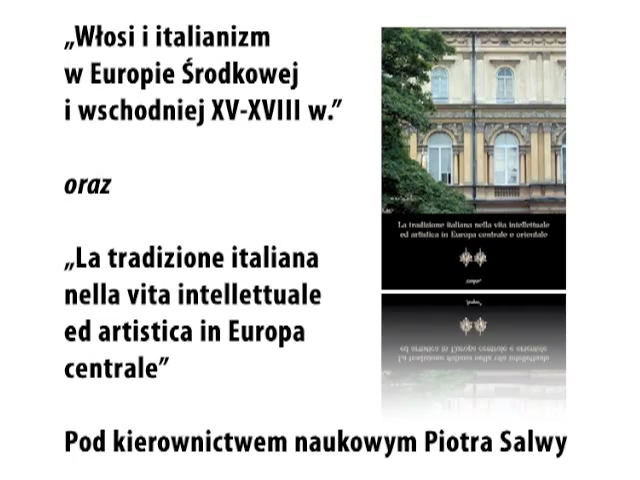 „Włosi i italianizm
w Europie Środkowej
i wschodniej XV-XVIII w.”
oraz
„La tradizione italiana
nella vita intellettuale
ed artistica in Europa
centrale”
La tradizione italiana nella vita intellettuale
ed artistica in Europa centrale e orientale
Pod kierownictwem naukowym Piotra Salwy